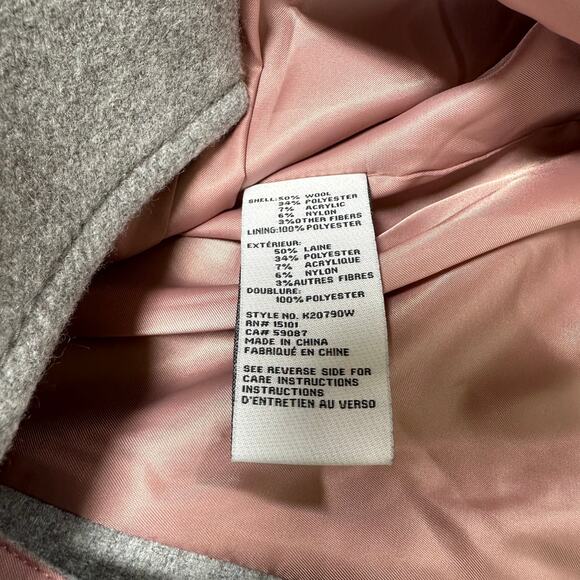 SHELL:50% WOOL
34% POLYESTER
7% ACRYLIC
6% NYLON
3%OTHER FIBERS
LINING:100% POLYESTER
EXTÉRIEUR:
50% LAINE
34% POLYESTER
7% ACRYLIQUE
6% NYLON
3%AUTRES FIBRES
DOUBLURE:
100% POLYESTER
STYLE NO. K20790W
RN# 15101
CA# 59087
MADE IN CHINA
FABRIQUÉ EN CHINE
SEE REVERSE SIDE FOR
CARE INSTRUCTIONS
INSTRUCTIONS
D'ENTRETIEN AU VERSO